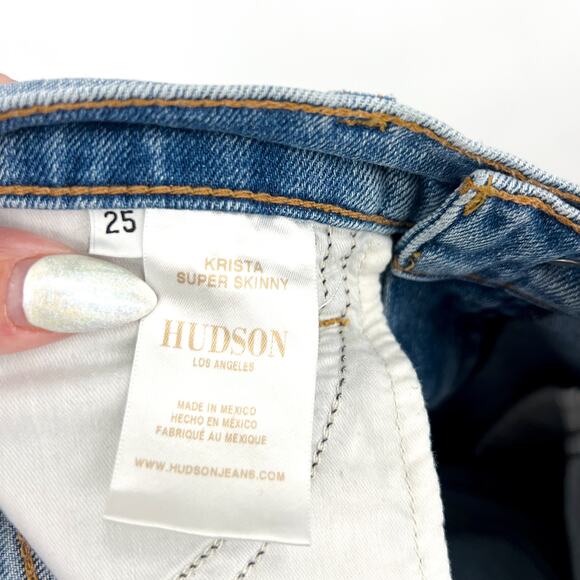 25
KRISTA
SUPER SKINNY
HUDSON
LOS ANGELES
MADE IN MEXICO
HECHO EN MÉXICO
FABRIQUÉ AU MEXIQUE
WWW.HUDSONJEANS.COM